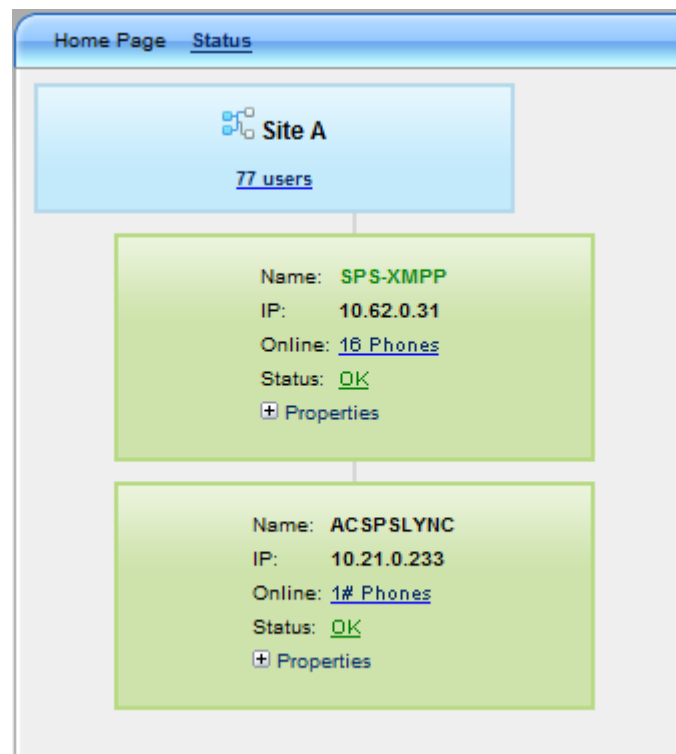 Home Page Status
Site A
77 users
Name: SPS-XMPP
IP: 10.62.0.31
Online: 16 Phones
Status: OK
Properties
Name: ACSPSLYNC
IP: 10.21.0.233
Online: 1# Phones
Status: OK
Properties